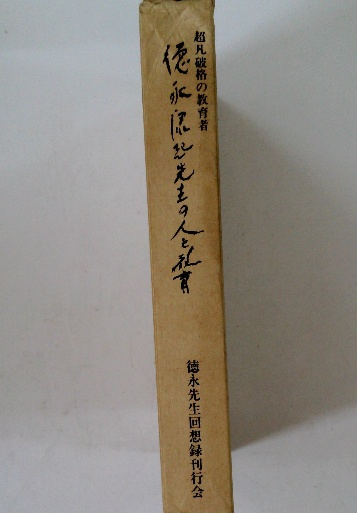 超凡破格の教育者
徳永康起先生の人と教育
徳永先生回想録刊行会